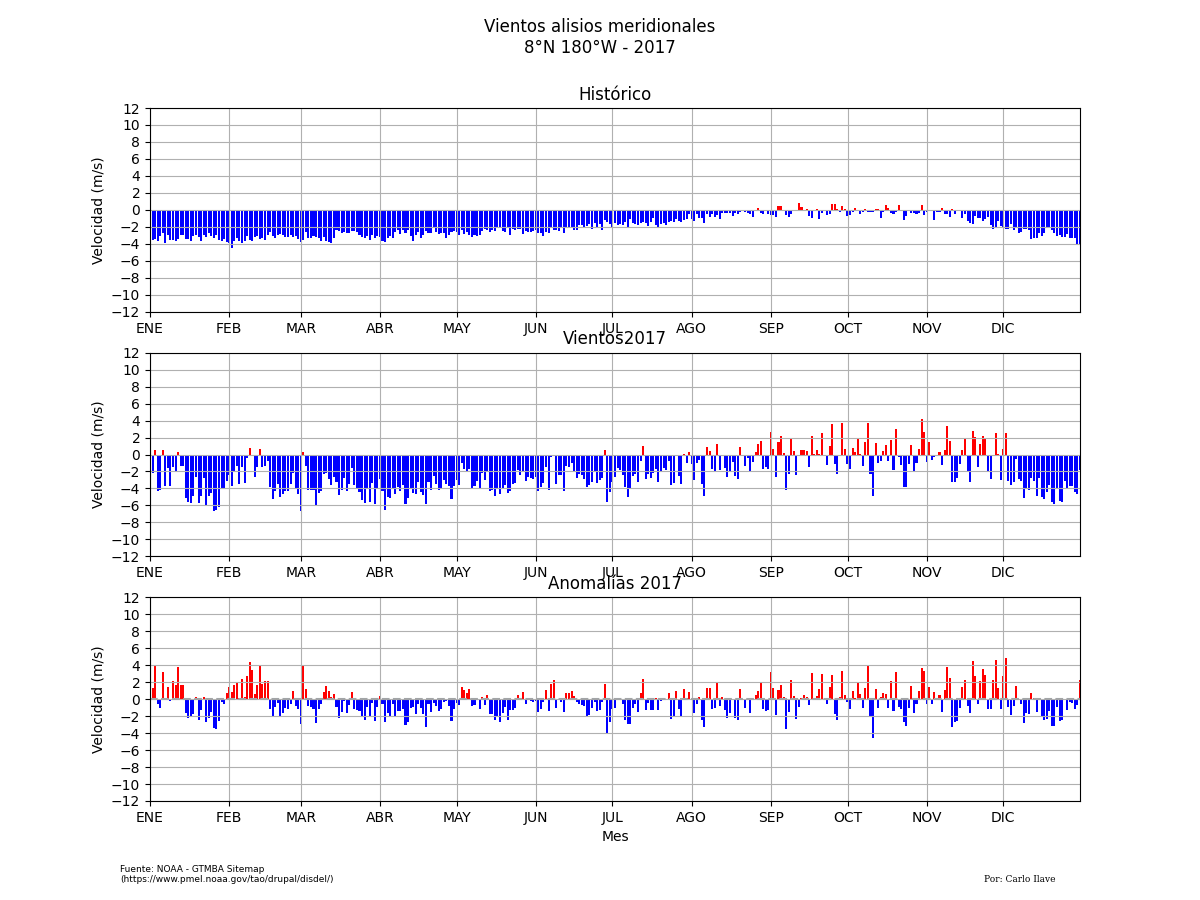 Vientos alisios meridionales
8°N 180°W - 2017
Histórico
12
10
8
6
4
2
0
−2
−4
−6
−8
−10
−12
Velocidad (m/s)
ENE FEB MAR ABR MAY JUN JUL AGO SEP OCT NOV DIC
Vientos2017
12
10
8
6
4
2
0
−2
−4
−6
−8
−10
−12
Velocidad (m/s)
ENE FEB MAR ABR MAY JUN JUL AGO SEP OCT NOV DIC
Anomalías 2017
12
10
8
6
4
2
0
−2
−4
−6
−8
−10
−12
Velocidad (m/s)
ENE FEB MAR ABR MAY JUN JUL AGO SEP OCT NOV DIC
Mes
Fuente: NOAA - GTMBA Sitemap
(https://www.pmel.noaa.gov/tao/drupal/disdel/)
Por: Carlo Ilave